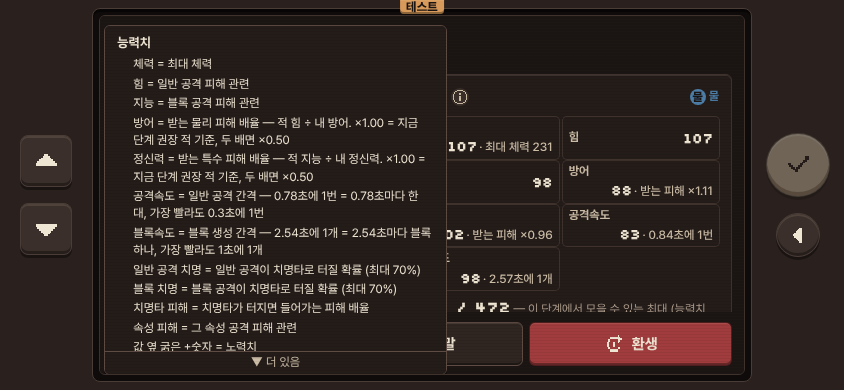 테스트
능력치
체력 = 최대 체력
힘 = 일반 공격 피해 관련
지능 = 블록 공격 피해 관련
방어 = 받는 물리 피해 배율 — 적 힘 ÷ 내 방어. ×1.00 = 지금
단계 권장 적 기준, 두 배면 ×0.50
정신력 = 받는 특수 피해 배율 — 적 지능 ÷ 내 정신력. ×1.00 =
지금 단계 권장 적 기준, 두 배면 ×0.50
공격속도 = 일반 공격 간격 — 0.78초에 1번 = 0.78초마다 한
대, 가장 빨라도 0.3초에 1번
블록속도 = 블록 생성 간격 — 2.54초에 1개 = 2.54초마다 블록
하나, 가장 빨라도 1초에 1개
일반 공격 치명 = 일반 공격이 치명타로 터질 확률 (최대 70%)
블록 치명 = 블록 공격이 치명타로 터질 확률 (최대 70%)
치명타 피해 = 치명타가 터지면 들어가는 피해 배율
속성 피해 = 그 속성 공격 피해 관련
값 옆 굵은 +숫자 = 노력치
▼ 더 있음
물 물
107 · 최대 체력 231
힘 107
98
방어
88 · 받는 피해 ×1.11
02 · 받는 피해 ×0.96
공격속도
83 · 0.84초에 1번
98 · 2.57초에 1개
/ 472 — 이 단계에서 모을 수 있는 최대 (능력치
말
환생